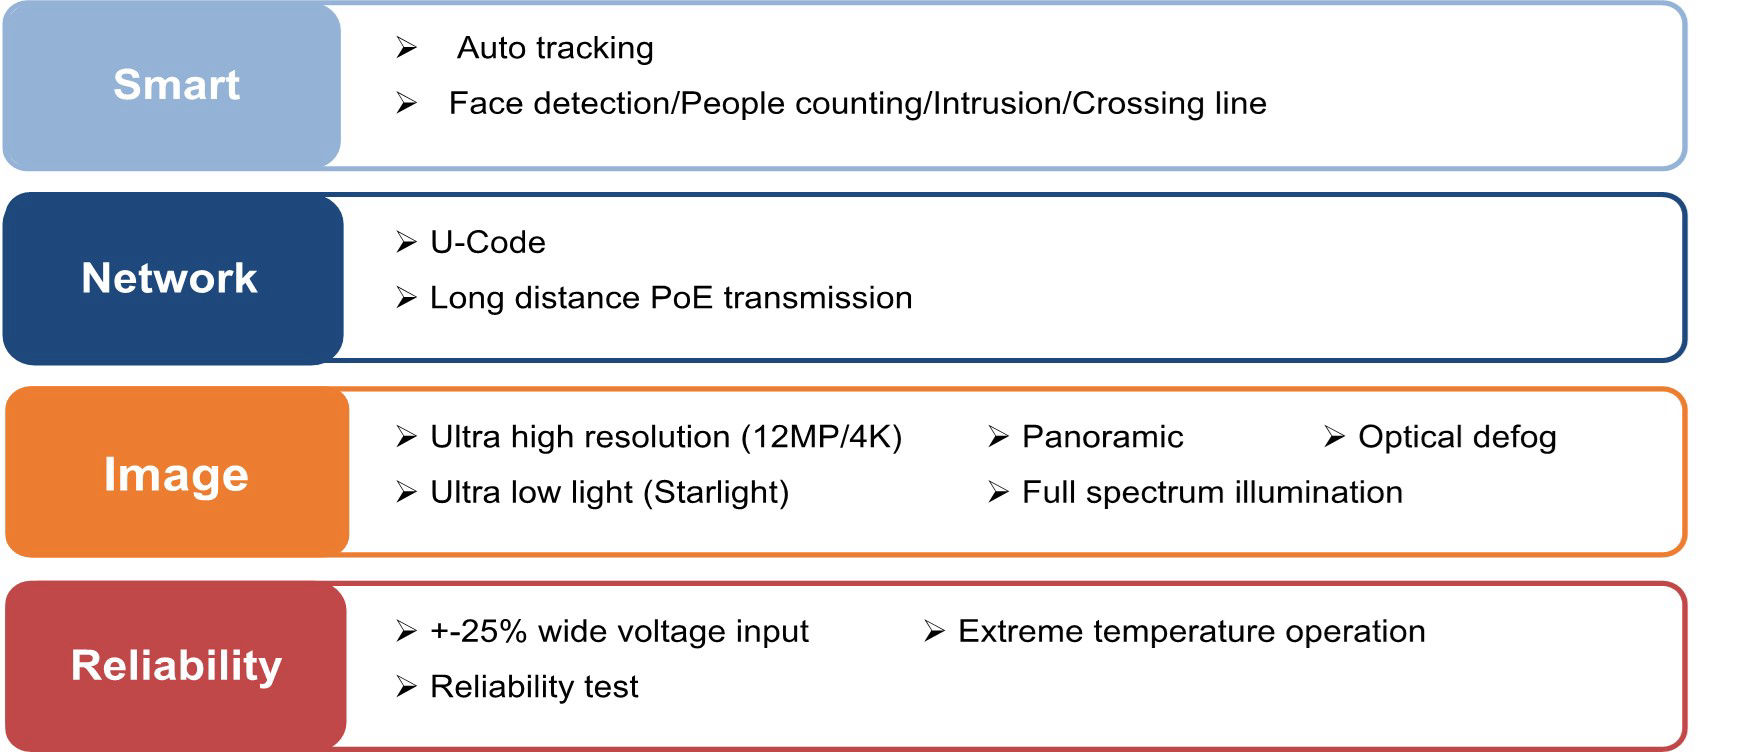 Smart
➢ Auto tracking
➢ Face detection/People counting/Intrusion/Crossing line
Network
➢ U-Code
➢ Long distance PoE transmission
Image
➢ Ultra high resolution (12MP/4K) ➢ Panoramic ➢ Optical defog
➢ Ultra low light (Starlight) ➢ Full spectrum illumination
Reliability
➢ +-25% wide voltage input ➢ Extreme temperature operation
➢ Reliability test